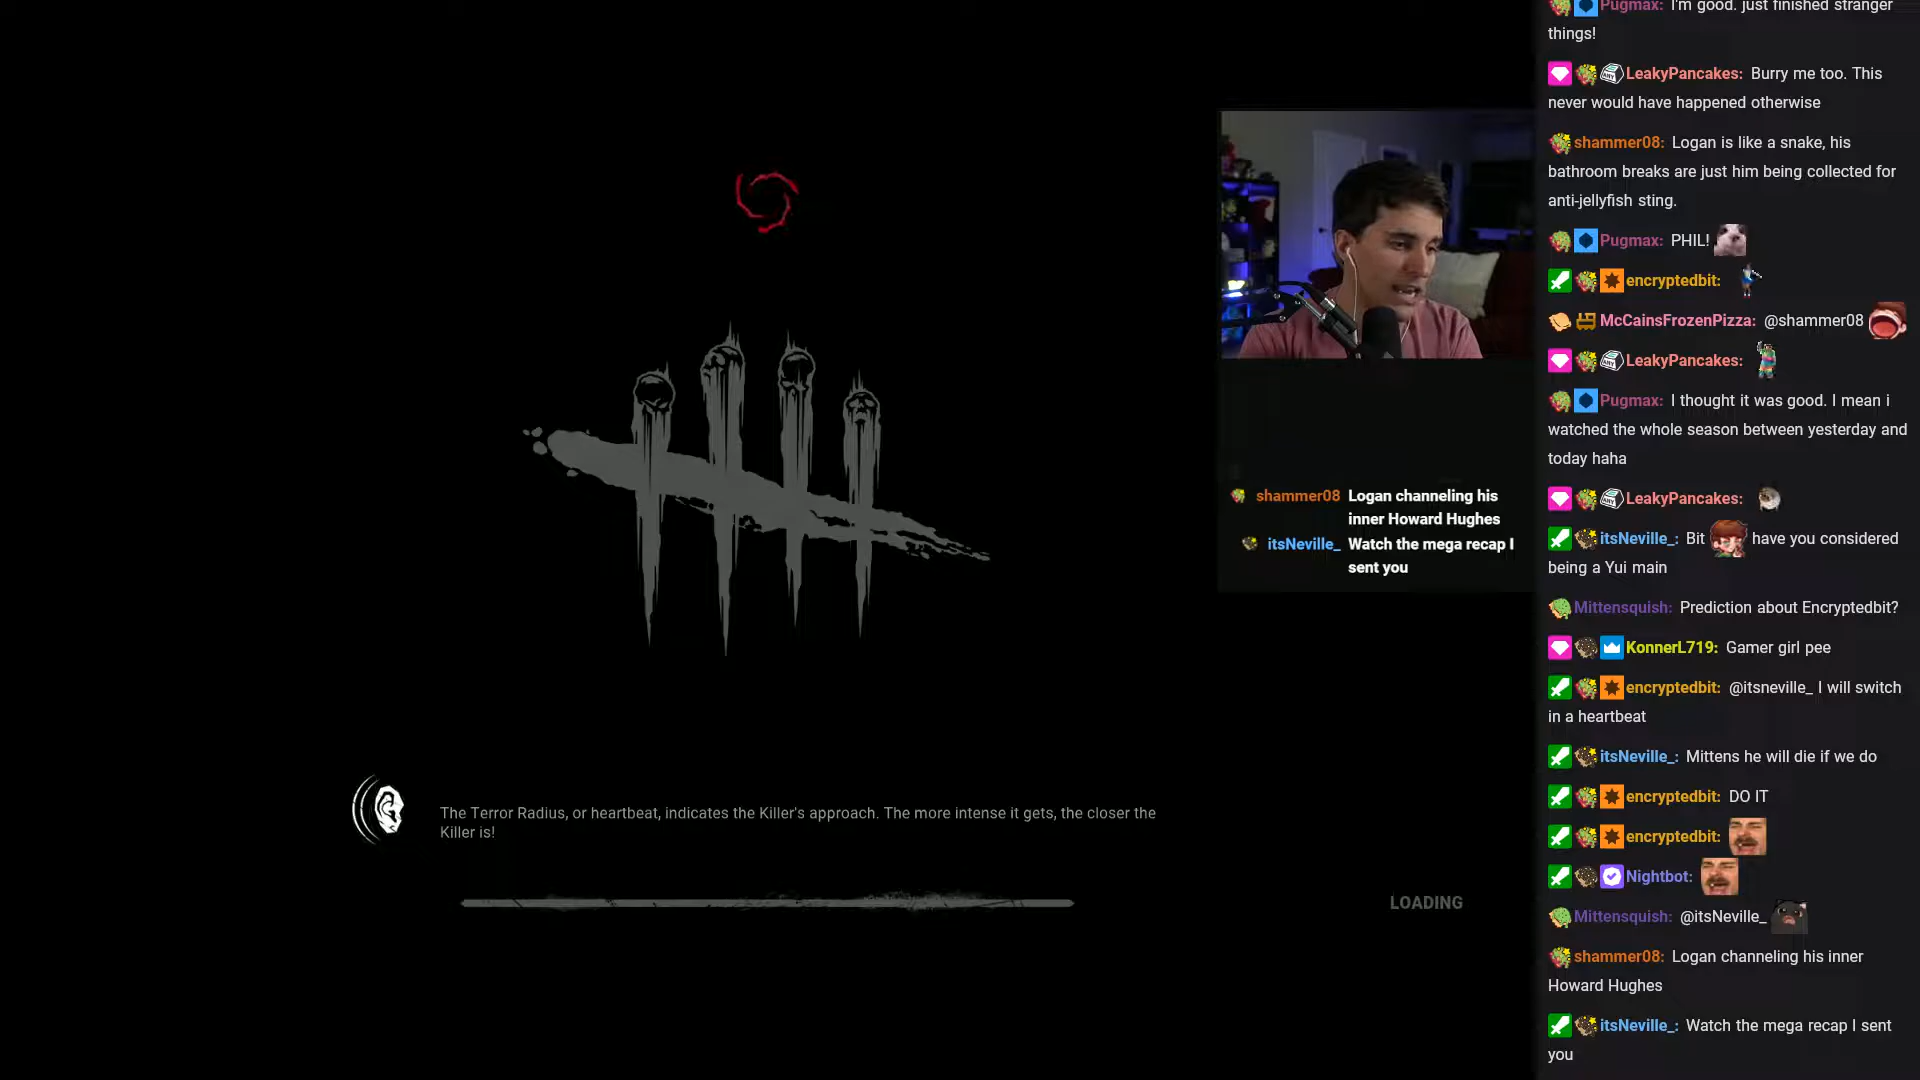 Pugmax: I'm good. just finished stranger
things!
LeakyPancakes: Burry me too. This
never would have happened otherwise
shammer08: Logan is like a snake, his
bathroom breaks are just him being collected for
anti-jellyfish sting.
Pugmax: PHIL!
encryptedbit:
McCainsFrozenPizza: @shammer08
LeakyPancakes:
Pugmax: I thought it was good. I mean i
watched the whole season between yesterday and
today haha
LeakyPancakes:
itsNeville_: Bit have you considered
being a Yui main
Mittensquish: Prediction about Encryptedbit?
KonnerL719: Gamer girl pee
encryptedbit: @itsneville_ I will switch
in a heartbeat
itsNeville_: Mittens he will die if we do
encryptedbit: DO IT
encryptedbit:
Nightbot:
Mittensquish: @itsNeville_
shammer08: Logan channeling his inner
Howard Hughes
itsNeville_: Watch the mega recap I sent
you
shammer08 Logan channeling his
inner Howard Hughes
itsNeville_ Watch the mega recap I
sent you
The Terror Radius, or heartbeat, indicates the Killer's approach. The more intense it gets, the closer the
Killer is!
LOADING